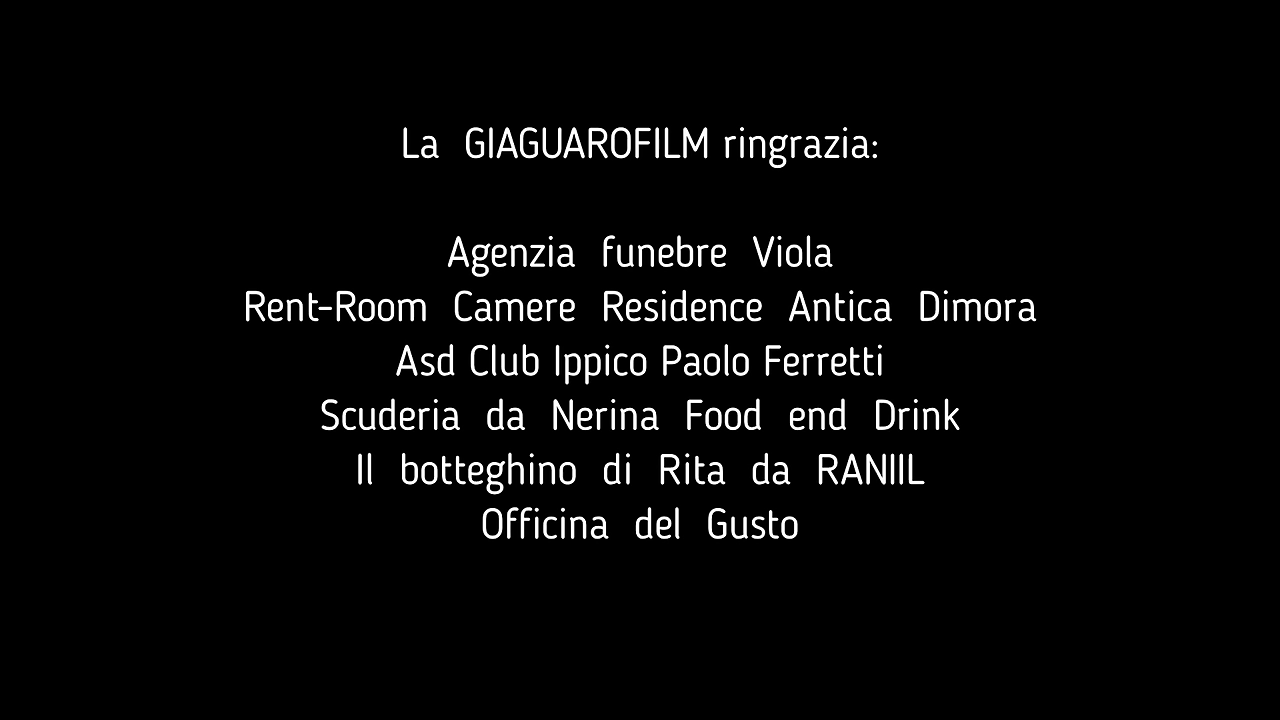 La GIAGUAROFILM ringrazia:
Agenzia funebre Viola
Rent-Room Camere Residence Antica Dimora
Asd Club Ippico Paolo Ferretti
Scuderia da Nerina Food end Drink
Il botteghino di Rita da RANIIL
Officina del Gusto